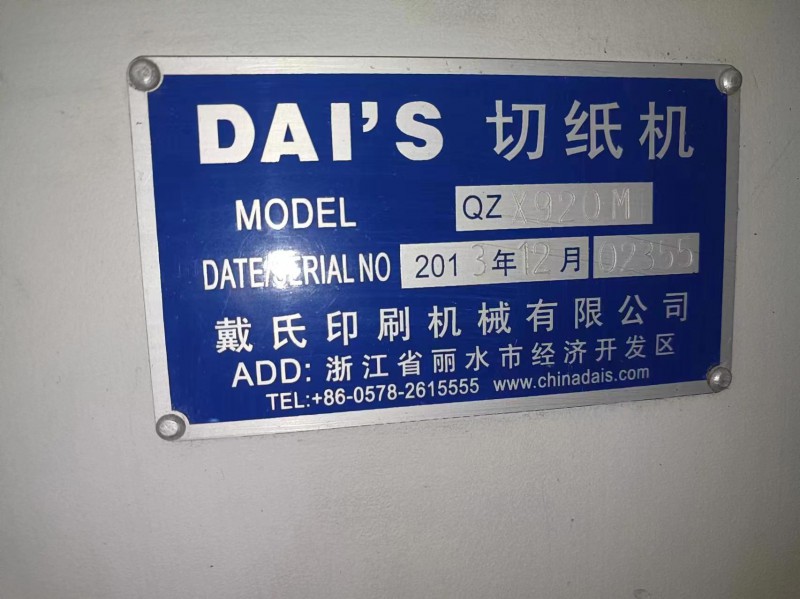 DAI'S 切纸机
MODEL QZ X920M
DATE/SERIAL NO 2013年12月 02355
戴氏印刷机械有限公司
ADD: 浙江省丽水市经济开发区
TEL:+86-0578-2615555 www.chinadais.com